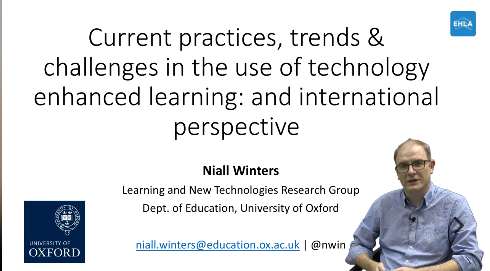 EHLA
Current practices, trends &
challenges in the use of technology
enhanced learning: and international
perspective
Niall Winters
Learning and New Technologies Research Group
Dept. of Education, University of Oxford
UNIVERSITY OF
OXFORD
niall.winters@education.ox.ac.uk | @nwin